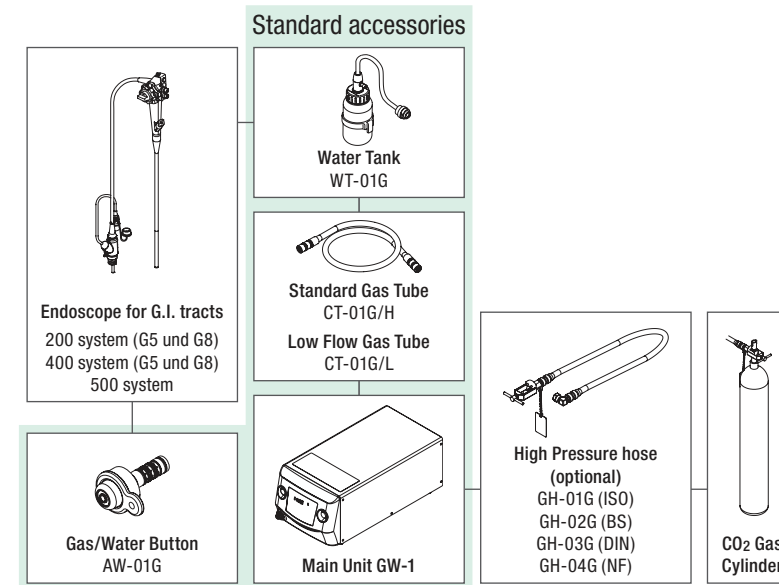 Standard accessories
Endoscope for G.I. tracts
200 system (G5 und G8)
400 system (G5 und G8)
500 system
Water Tank
WT-01G
Standard Gas Tube
CT-01G/H
Low Flow Gas Tube
CT-01G/L
Gas/Water Button
AW-01G
Main Unit GW-1
High Pressure hose
(optional)
GH-01G (ISO)
GH-02G (BS)
GH-03G (DIN)
GH-04G (NF)
CO2 Gas
Cylinder